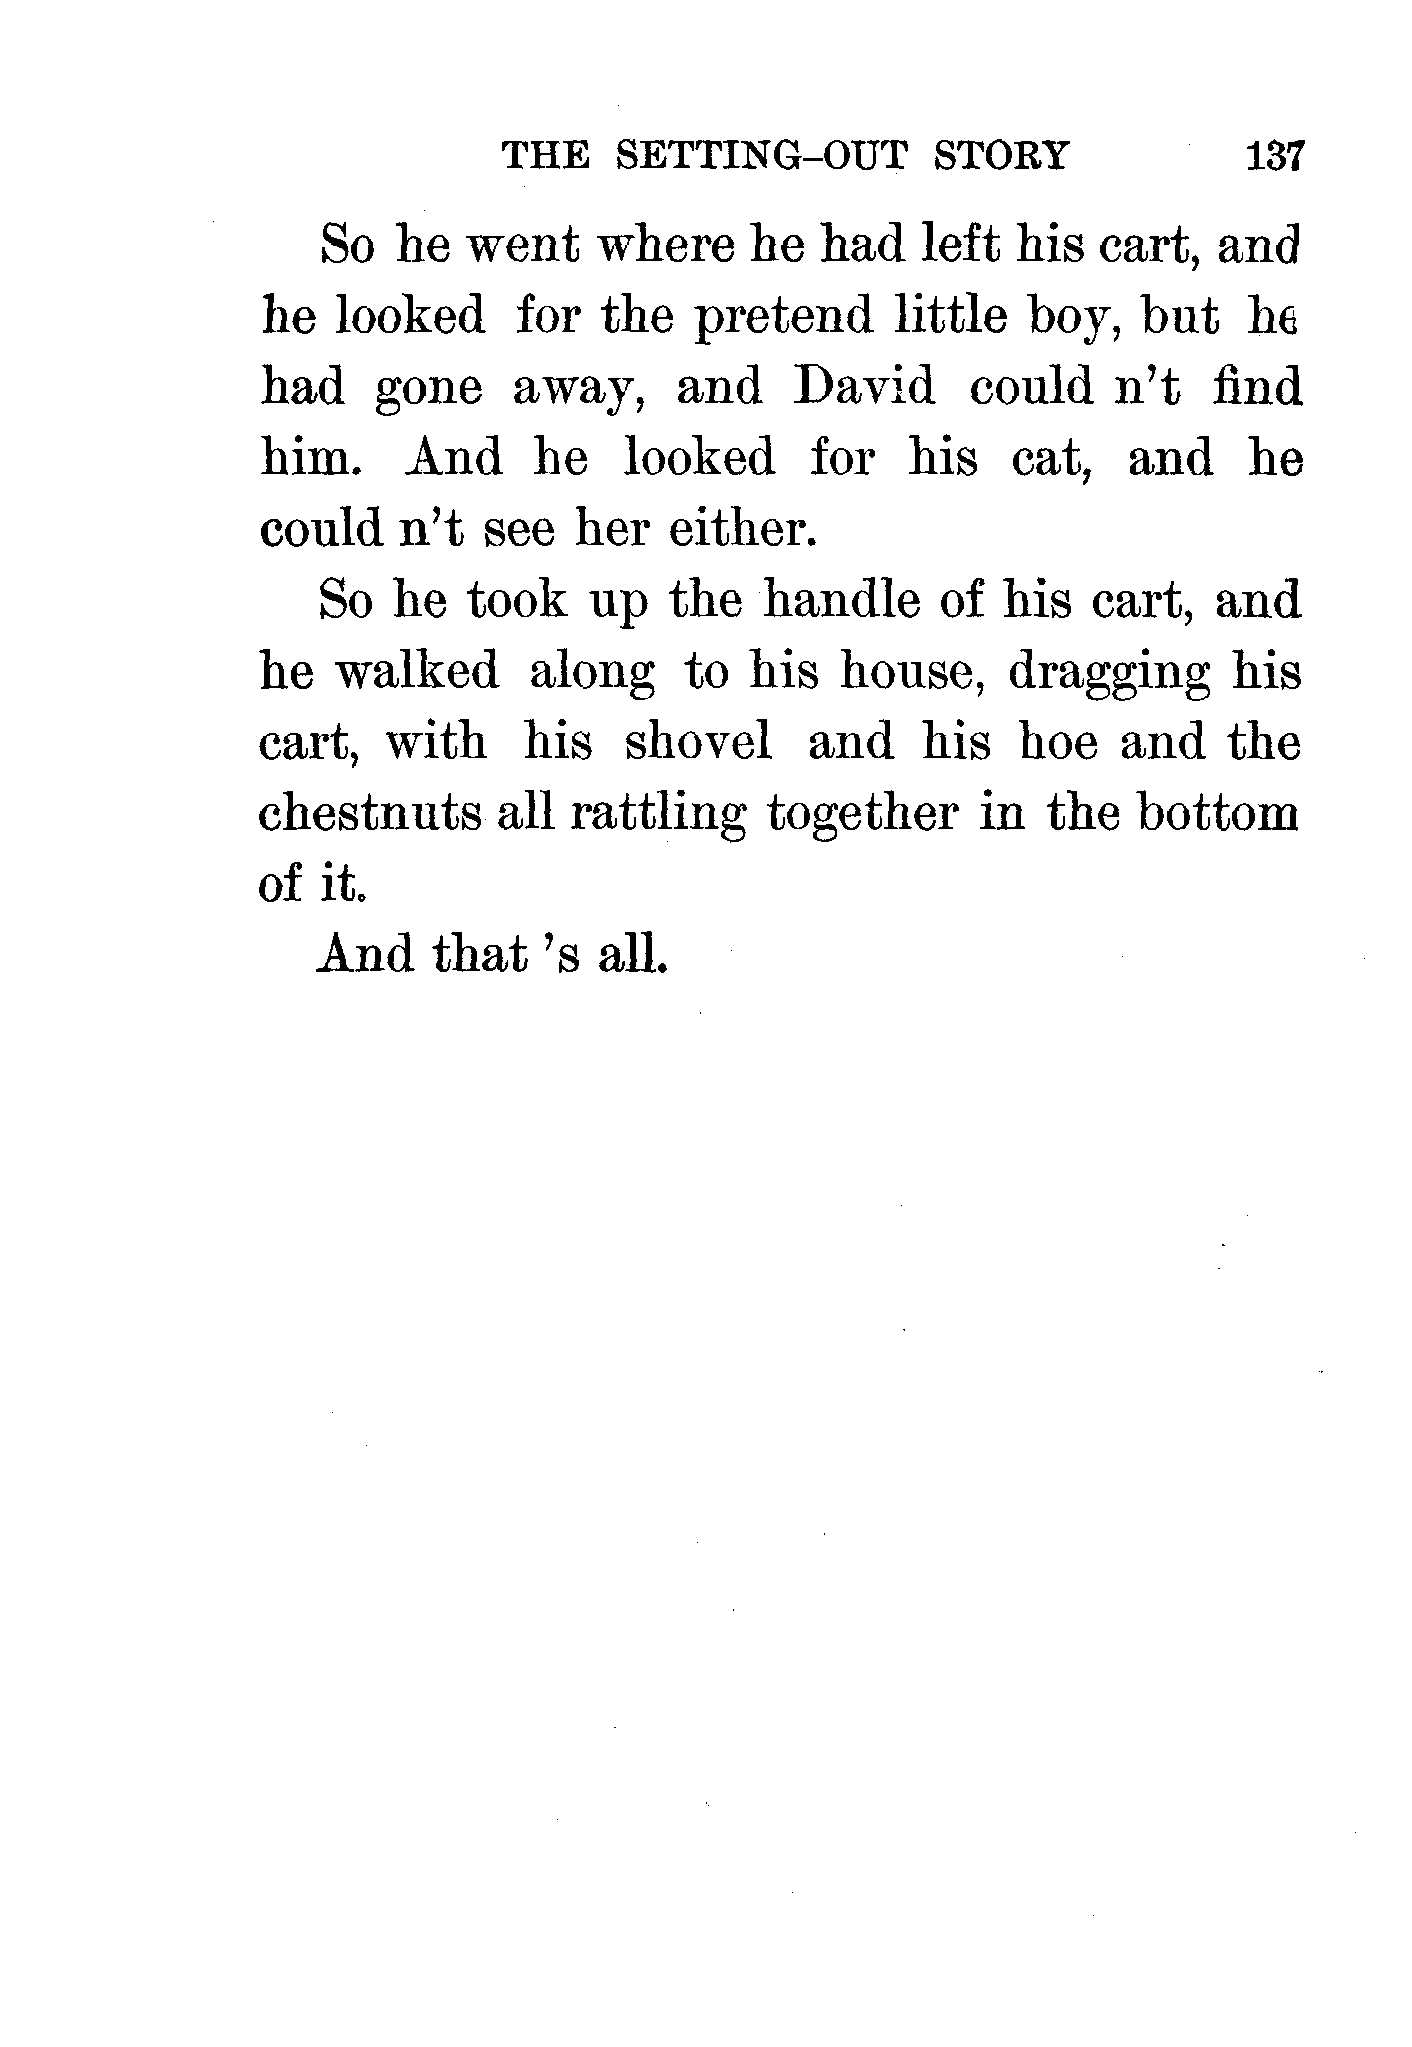 THE SETTING-OUT STORY 137
So he went where he had left his cart, and
he looked for the pretend little boy, but he
had gone away, and David could n't find
him. And he looked for his cat, and he
could n't see her either.
So he took up the handle of his cart, and
he walked along to his house, dragging his
cart, with his shovel and his hoe and the
chestnuts all rattling together in the bottom
of it.
And that 's all.